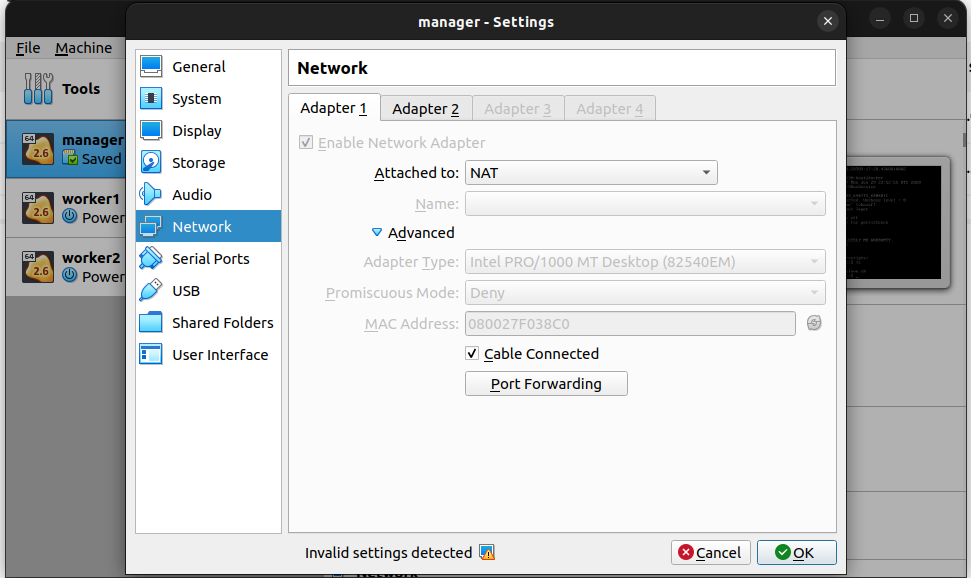 manager - Settings
File Machine
Tools
64
2.6
manager
Saved
64
2.6
worker1
Power
64
2.6
worker2
Power
General
System
Display
Storage
Audio
Network
Serial Ports
USB
Shared Folders
User Interface
Network
Adapter 1 Adapter 2 Adapter 3 Adapter 4
Enable Network Adapter
Attached to: NAT
Name:
Advanced
Adapter Type: Intel PRO/1000 MT Desktop (82540EM)
Promiscuous Mode: Deny
MAC Address: 080027F038C0
Cable Connected
Port Forwarding
Invalid settings detected
Cancel OK